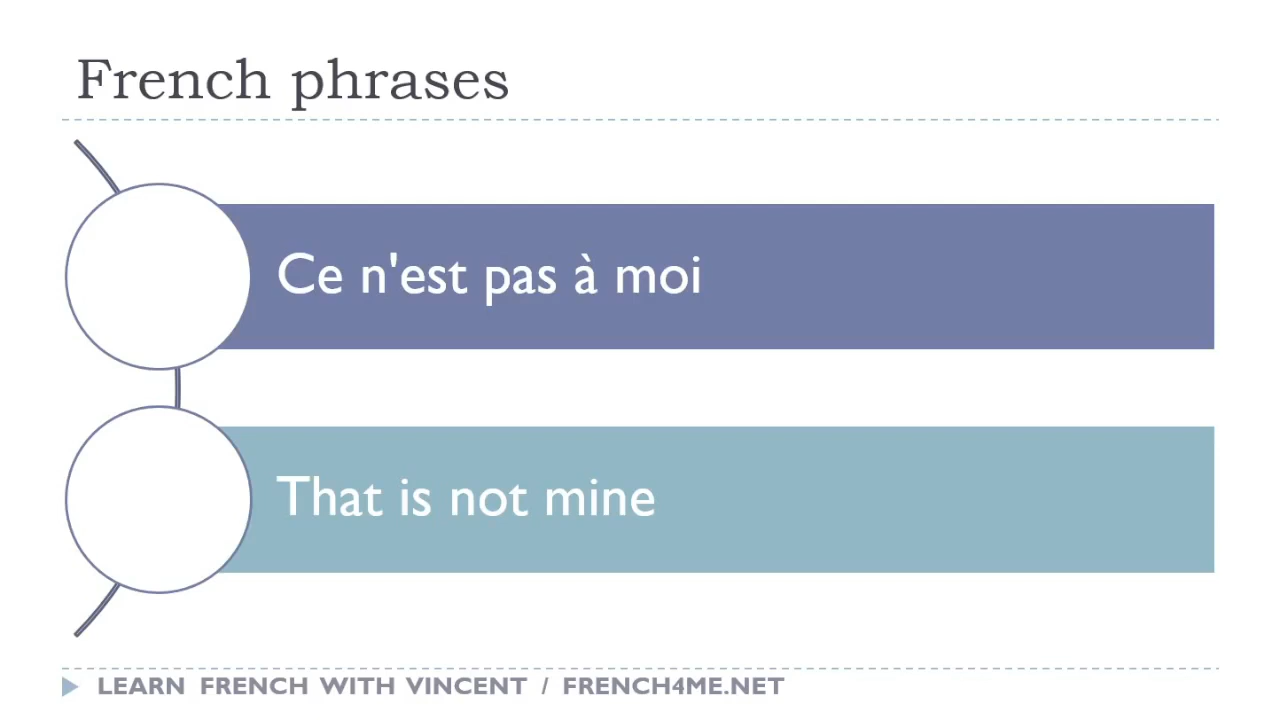 French phrases
Ce n'est pas à moi
That is not mine
LEARN FRENCH WITH VINCENT / FRENCH4ME.NET